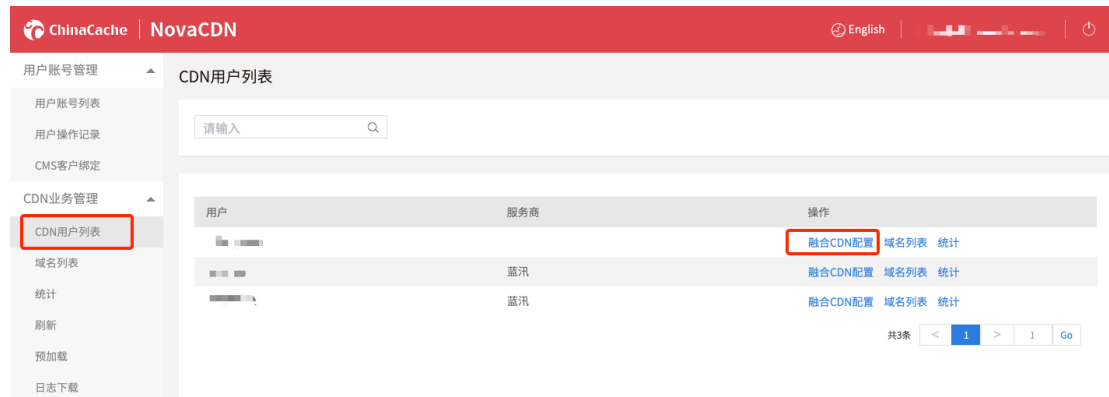 ChinaCache NovaCDN English
用户账号管理
用户账号列表
用户操作记录
CMS客户绑定
CDN业务管理
CDN用户列表
域名列表
统计
刷新
预加载
日志下载
CDN用户列表
请输入
用户 服务商 操作
融合CDN配置 域名列表 统计
蓝汛 融合CDN配置 域名列表 统计
蓝汛 融合CDN配置 域名列表 统计
共3条 < 1 > 1 Go